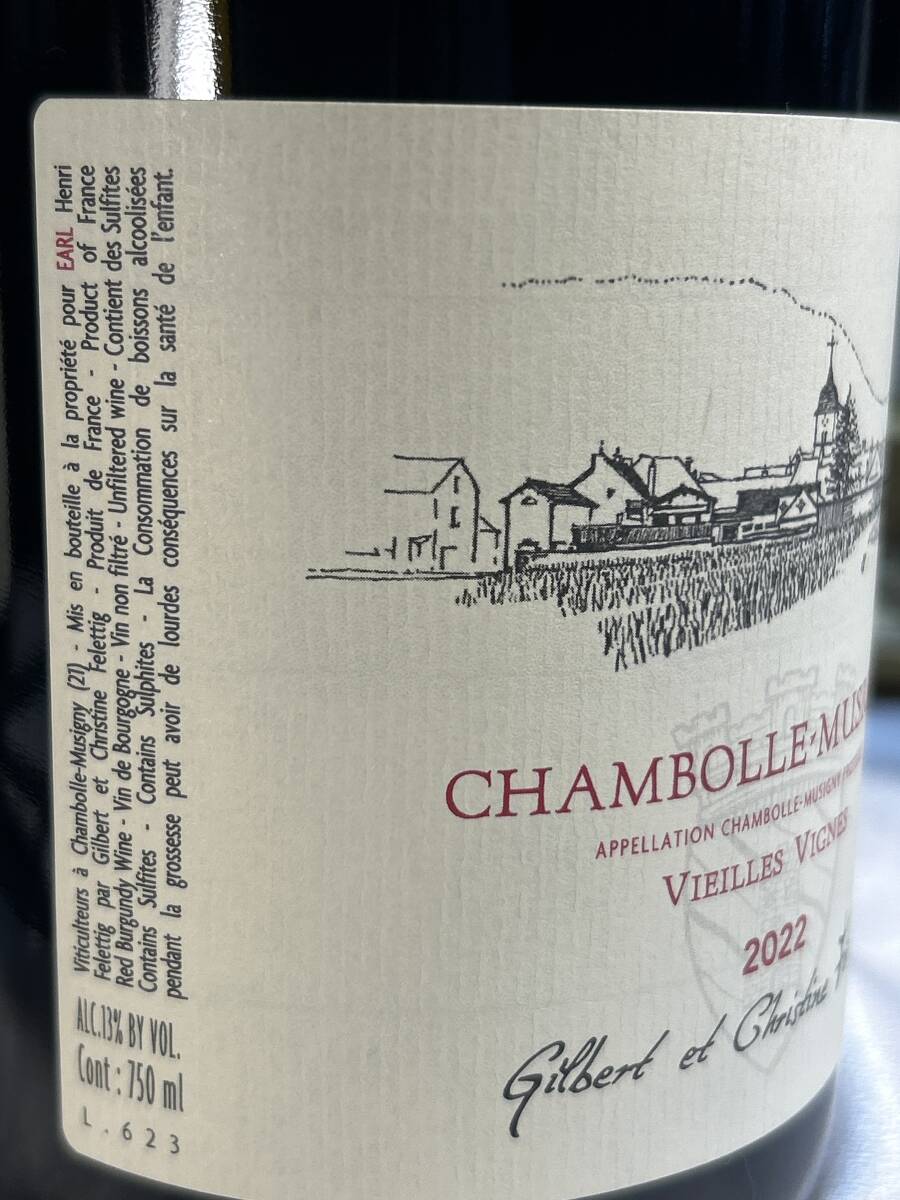 Viticulteurs à Chambolle-Musigny (21) - Mis en bouteille à la propriété pour EARL Henri
Felettig par Gilbert et Christine Felettig - Produit de France - Product of France
Red Burgundy Wine - Vin de Bourgogne - Vin non filtré - Unfiltered wine - Contient des Sulfites
Contains Sulfites - Contains Sulphites - La Consommation de boissons alcoolisées
pendant la grossesse peut avoir de lourdes conséquences sur la santé de l'enfant.
ALC.13% BY VOL.
Cont : 750 ml
L . 6 2 3
CHAMBOLLE-MUSI
APPELLATION CHAMBOLLE-MUSIGNY
VIEILLES VIGNES
2022
Gilbert et Christine